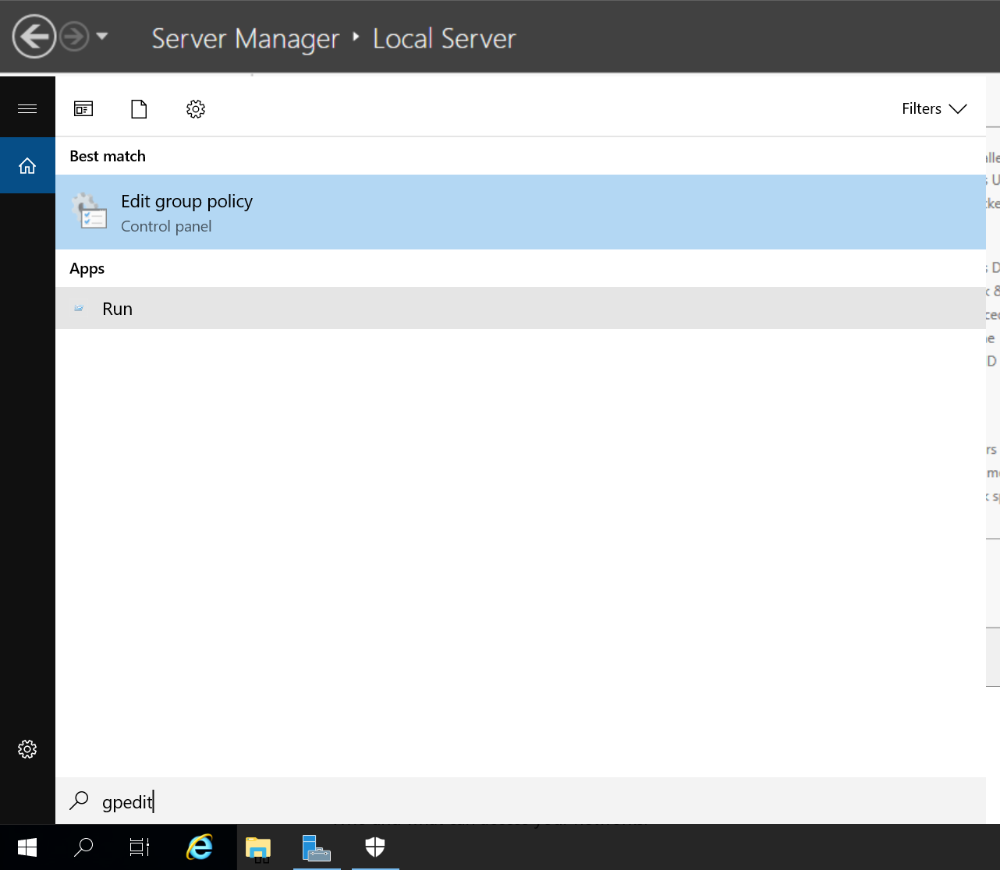 Server Manager ‣ Local Server
Filters
Best match
Edit group policy
Control panel
Apps
Run
gpedit